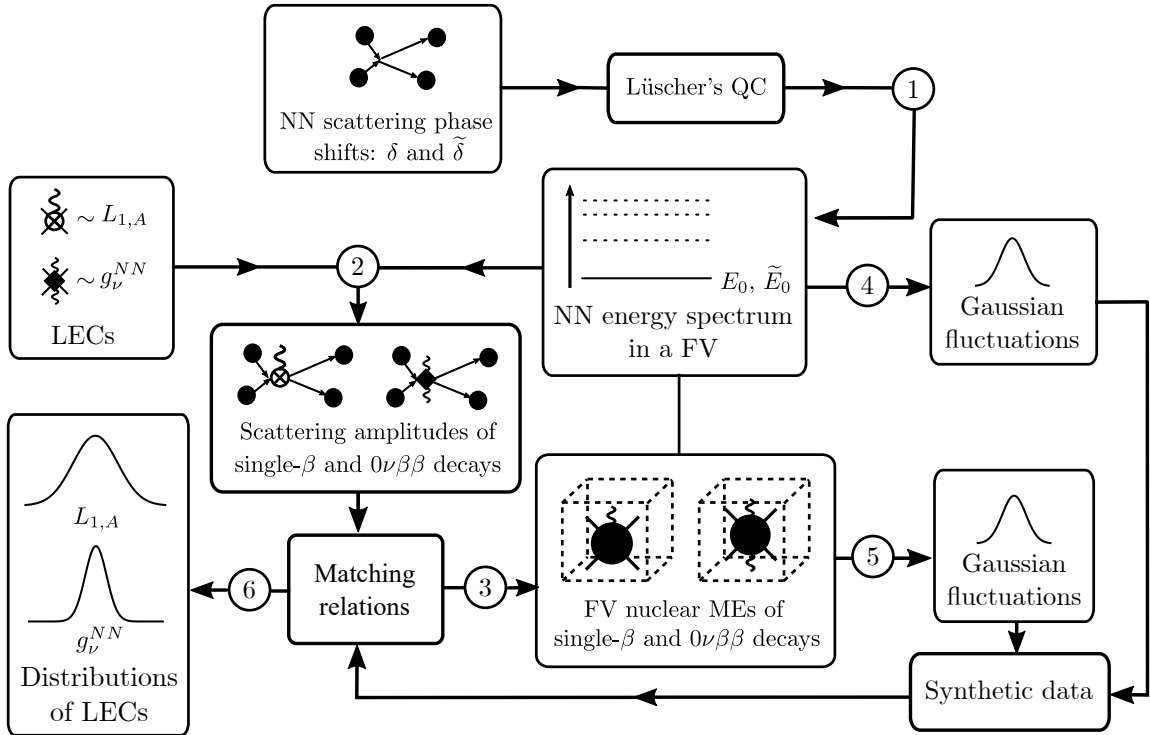 NN scattering phase
shifts: δ and δ̃
Lüscher's QC
1
∼ L₁,A
∼ gνᴺᴺ
LECs
2
E₀, Ẽ₀
NN energy spectrum
in a FV
4
Gaussian
fluctuations
Scattering amplitudes of
single-β and 0νββ decays
L₁,A
gνᴺᴺ
Distributions
of LECs
6
Matching
relations
3
FV nuclear MEs of
single-β and 0νββ decays
5
Gaussian
fluctuations
Synthetic data